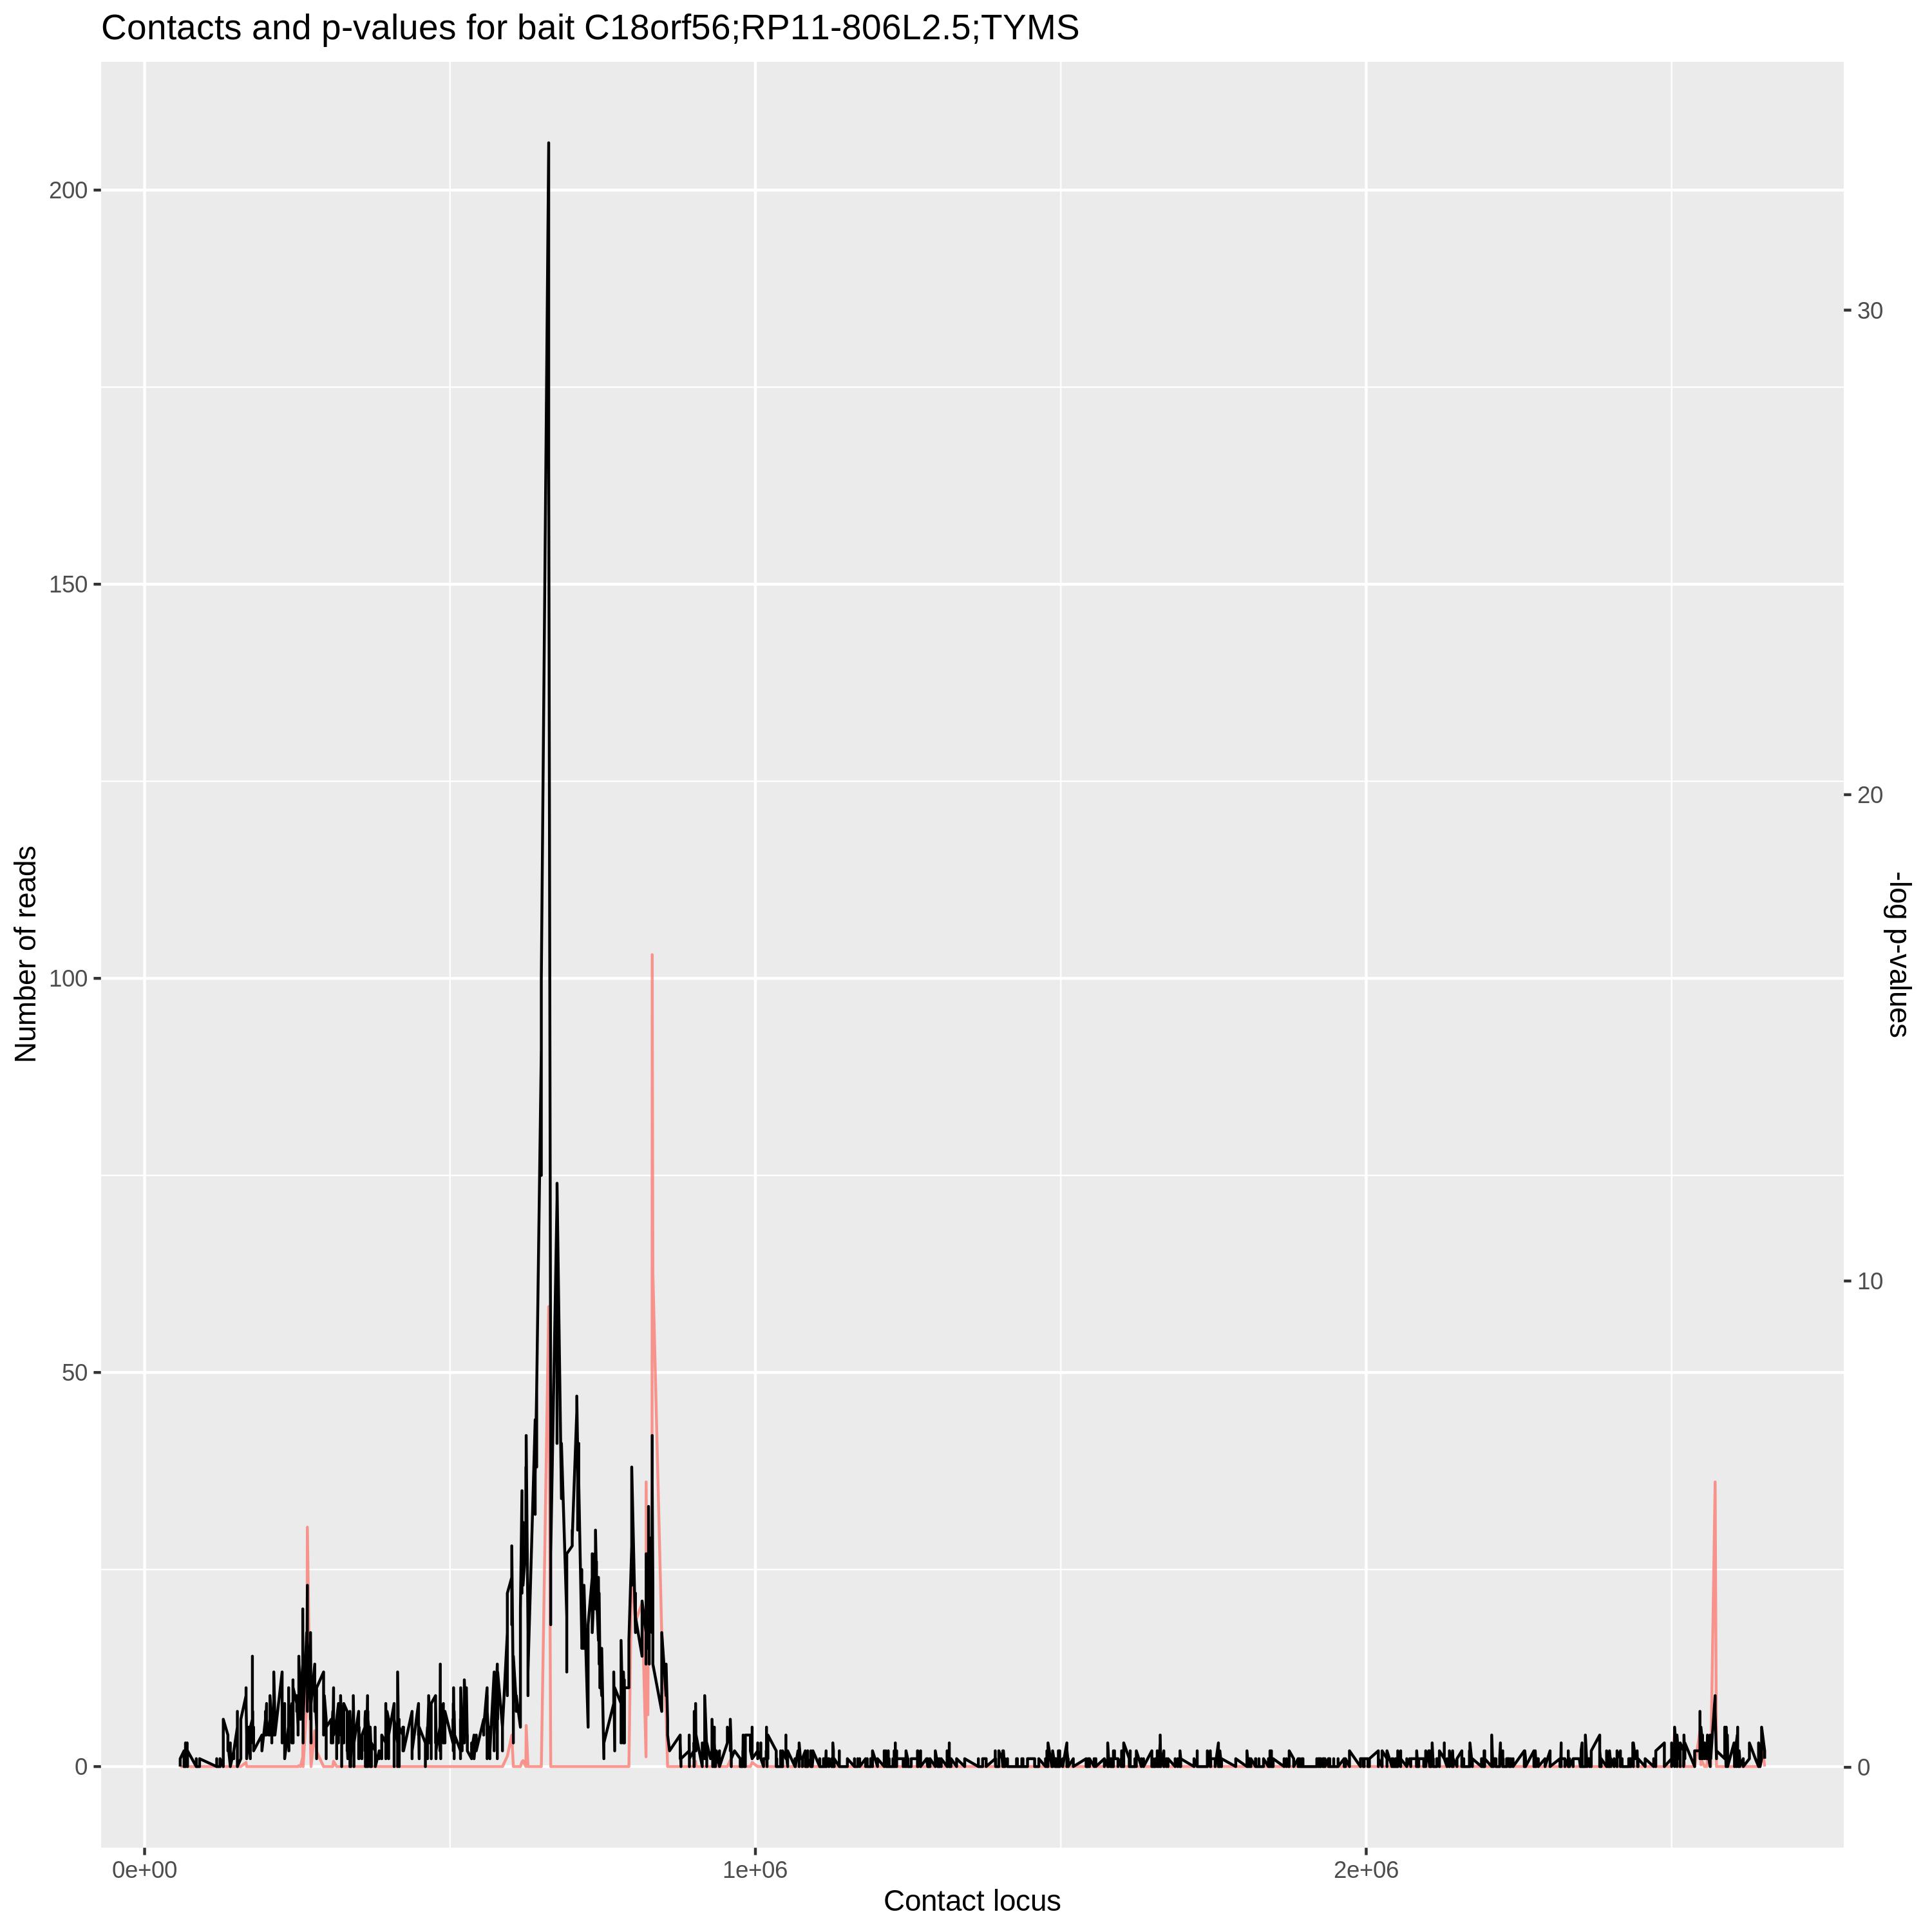 Contacts and p-values for bait C18orf56;RP11-806L2.5;TYMS
200
150
100
50
0
Number of reads
30
20
10
0
-log p-values
0e+00
1e+06
2e+06
Contact locus